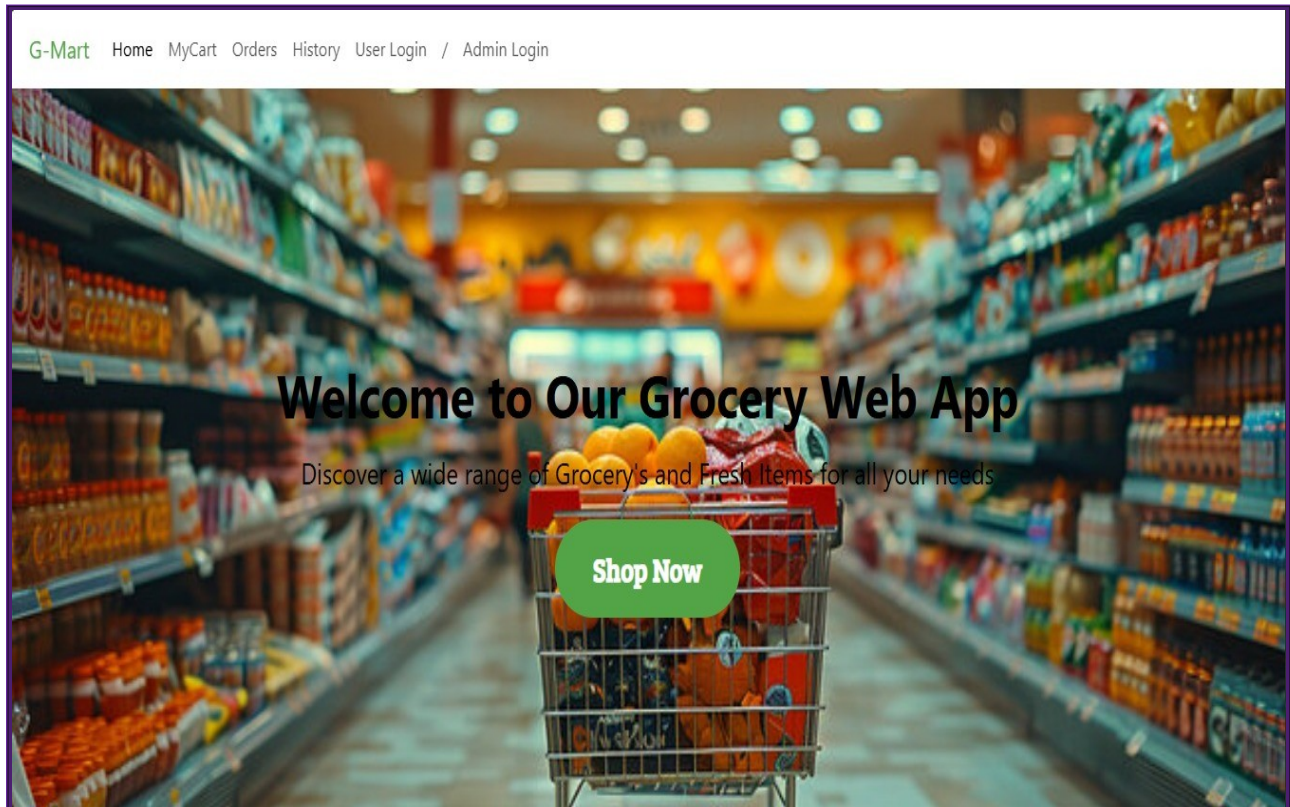 G-Mart Home MyCart Orders History User Login / Admin Login
Welcome to Our Grocery Web App
Discover a wide range of Grocery's and Fresh Items for all your needs
Shop Now